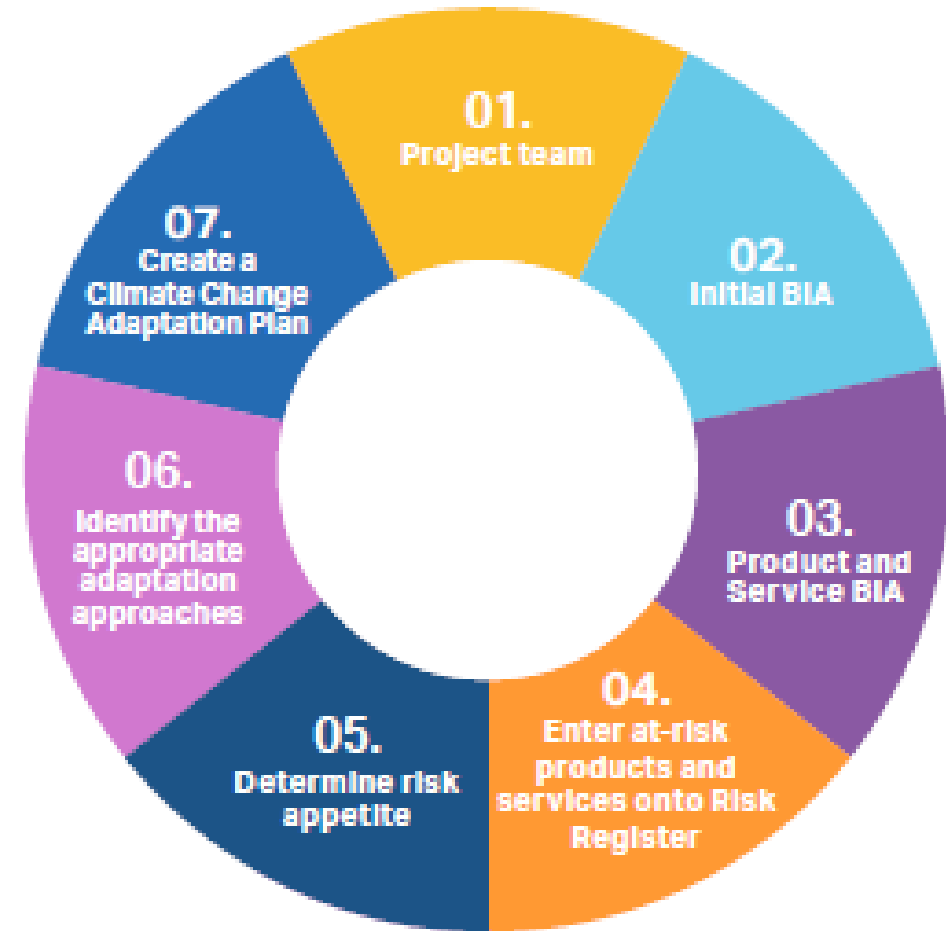 01.
Project team
02.
Initial BIA
03.
Product and
Service BIA
04.
Enter at-risk
products and
services onto Risk
Register
05.
Determine risk
appetite
06.
Identify the
appropriate
adaptation
approaches
07.
Create a
Climate Change
Adaptation Plan